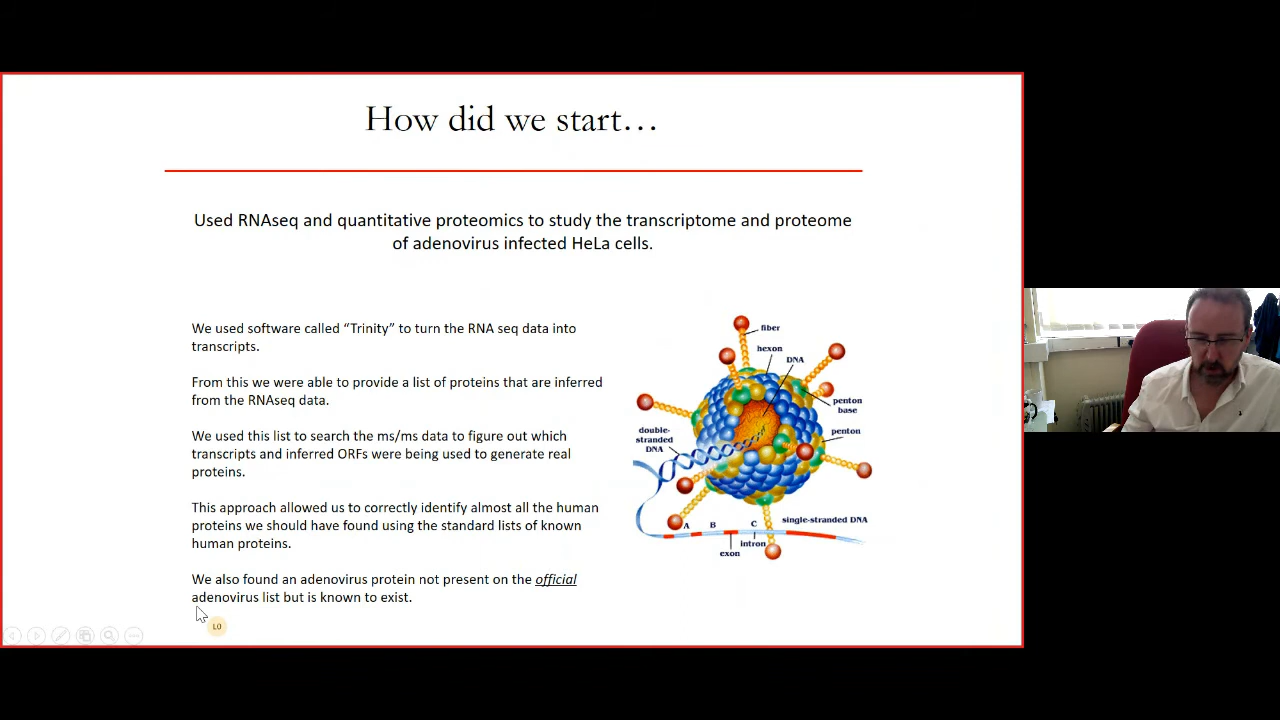 How did we start…
Used RNAseq and quantitative proteomics to study the transcriptome and proteome
of adenovirus infected HeLa cells.
We used software called “Trinity” to turn the RNA seq data into
transcripts.
From this we were able to provide a list of proteins that are inferred
from the RNAseq data.
We used this list to search the ms/ms data to figure out which
transcripts and inferred ORFs were being used to generate real
proteins.
This approach allowed us to correctly identify almost all the human
proteins we should have found using the standard lists of known
human proteins.
We also found an adenovirus protein not present on the official
adenovirus list but is known to exist.
fiber
hexon
DNA
penton
base
penton
double-
stranded
DNA
A B C
single-stranded DNA
intron
exon
LO